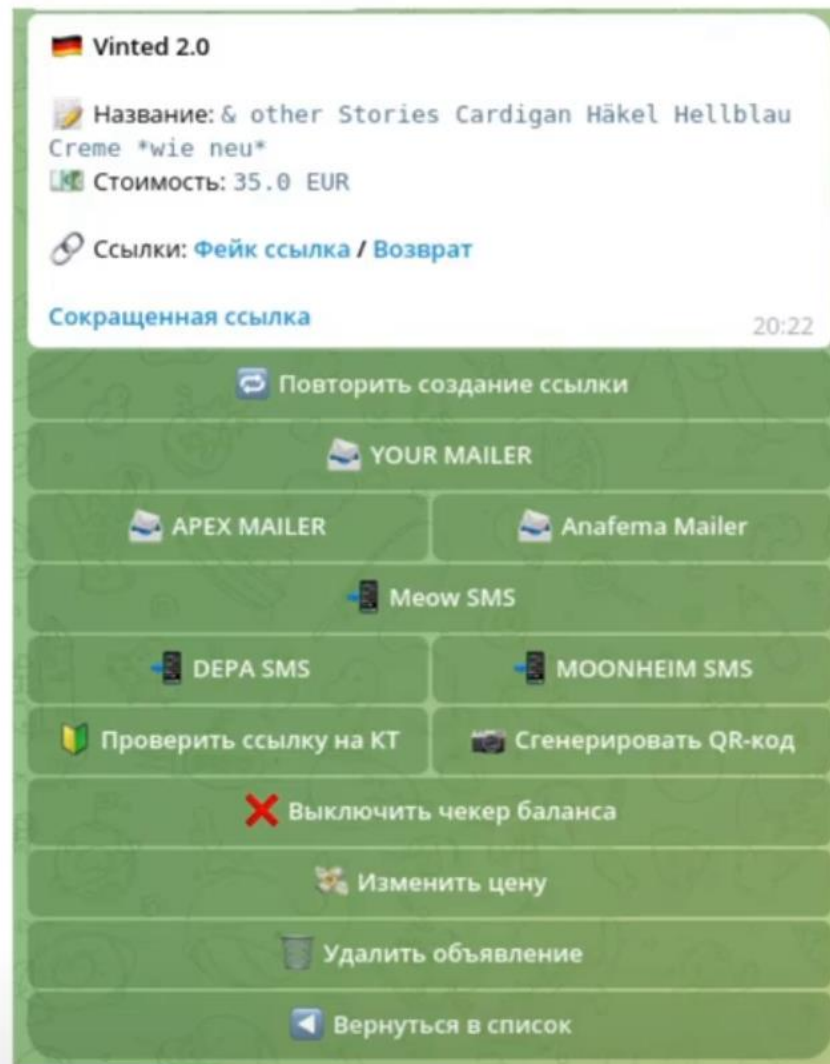 Vinted 2.0
Название: & other Stories Cardigan Häkel Hellblau
Creme *wie neu*
Стоимость: 35.0 EUR
Ссылки: Фейк ссылка / Возврат
Сокращенная ссылка
20:22
Повторить создание ссылки
YOUR MAILER
APEX MAILER
Anafema Mailer
Meow SMS
DEPA SMS
MOONHEIM SMS
Проверить ссылку на КТ
Сгенерировать QR-код
Выключить чекер баланса
Изменить цену
Удалить объявление
Вернуться в список